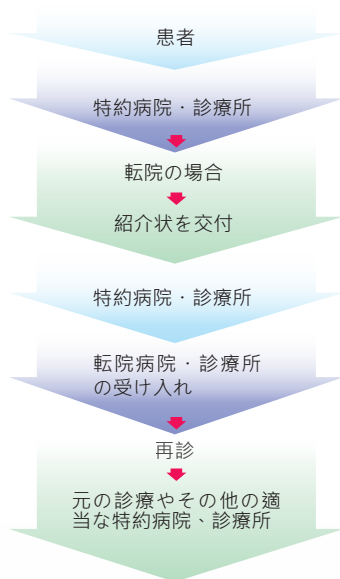 患者
特約病院・診療所
転院の場合
紹介状を交付
特約病院・診療所
転院病院・診療所
の受け入れ
再診
元の診療やその他の適
当な特約病院、診療所